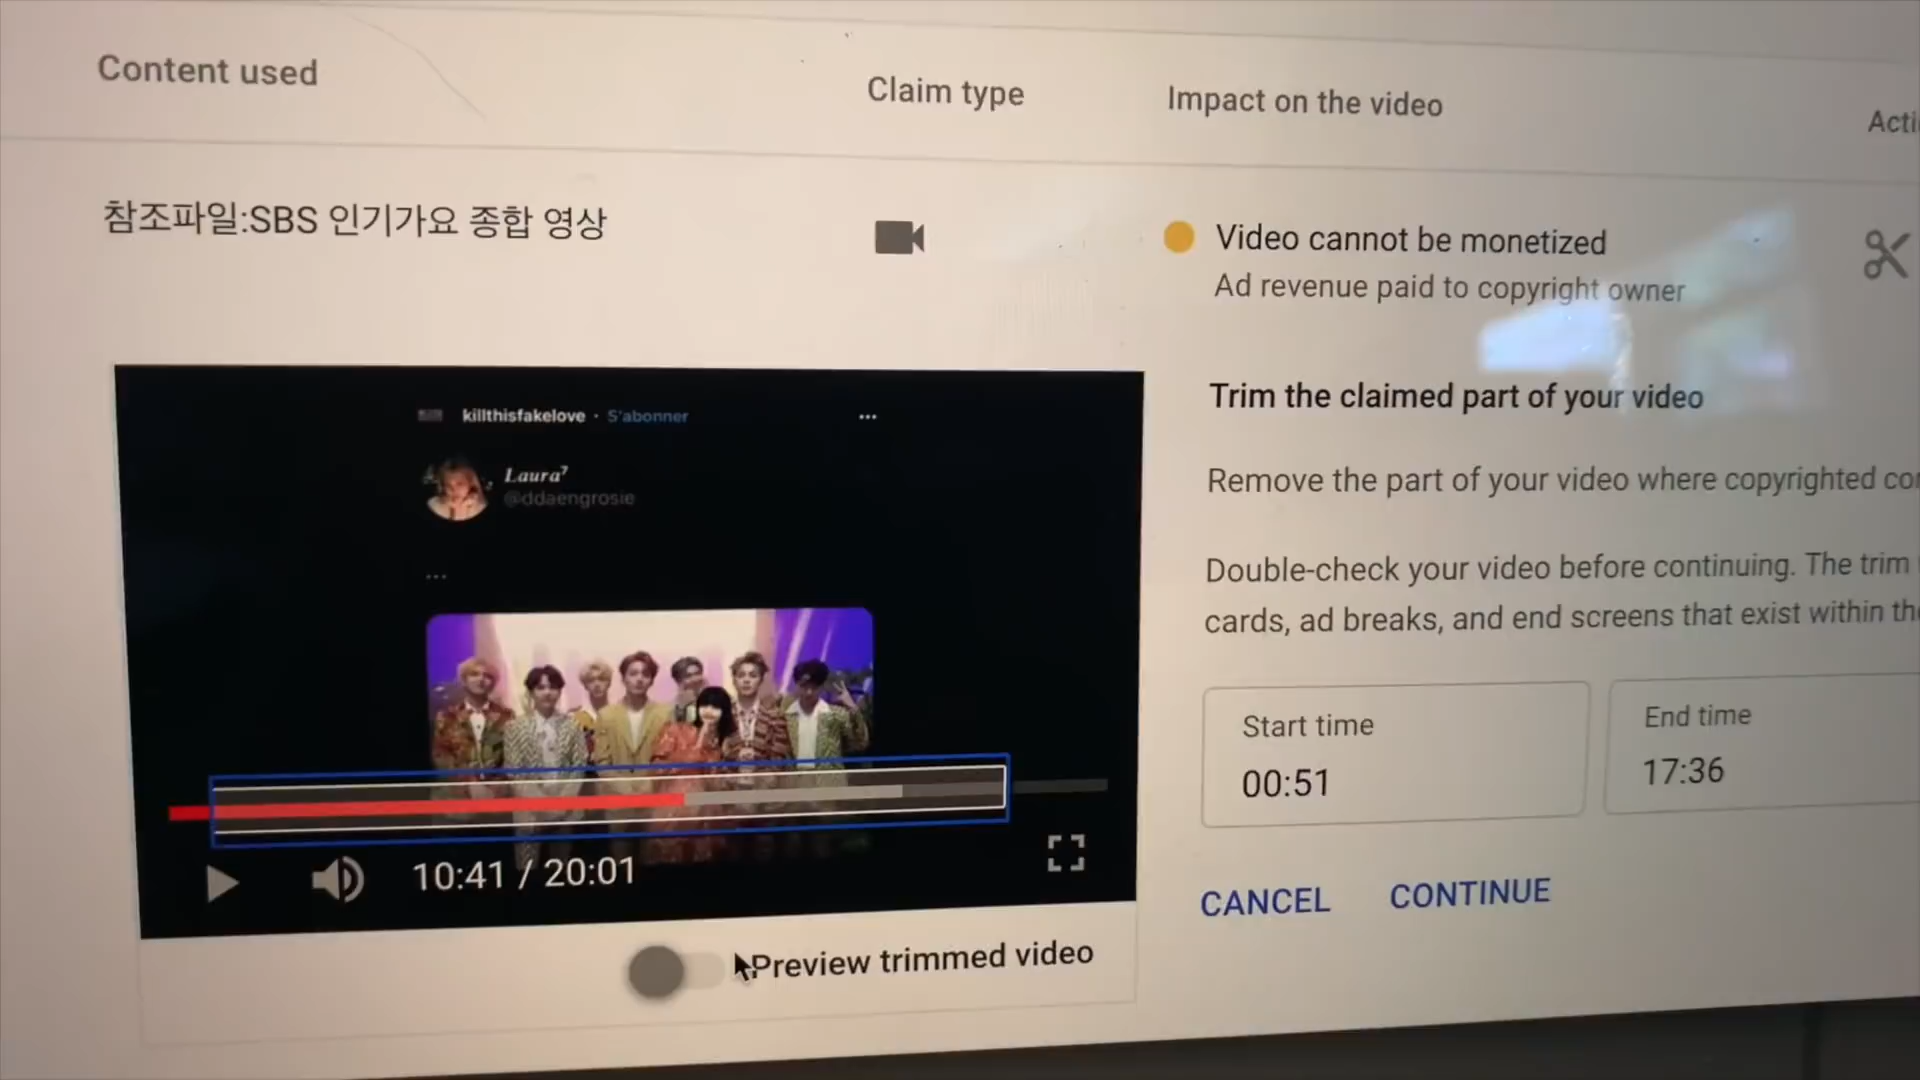 Content used
Claim type
Impact on the video
Acti
참조파일:SBS 인기가요 종합 영상
Video cannot be monetized
Ad revenue paid to copyright owner
killthisfakelove · S'abonner
...
Laura⁷
@ddaengrosie
...
Trim the claimed part of your video
Remove the part of your video where copyrighted co
Double-check your video before continuing. The trim
cards, ad breaks, and end screens that exist within the
Start time
00:51
End time
17:36
10:41 / 20:01
CANCEL
CONTINUE
Preview trimmed video